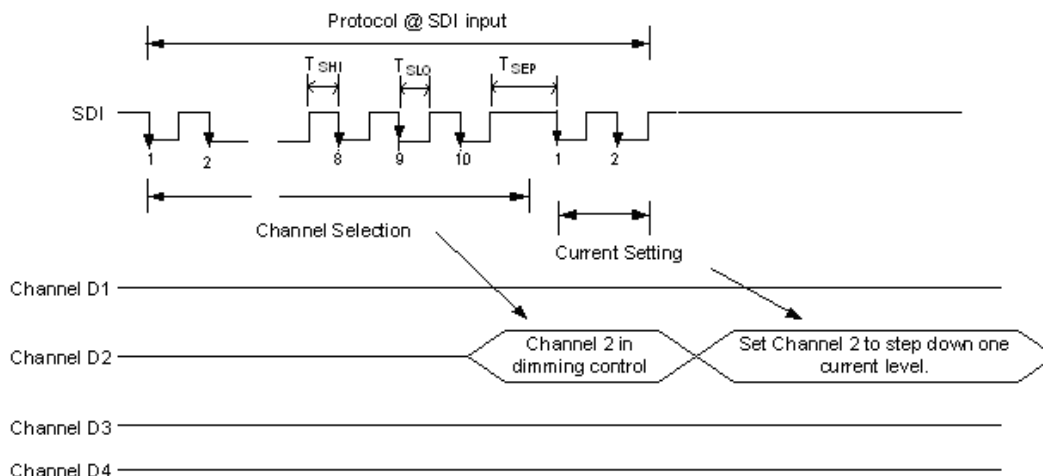 Protocol @ SDI input
T SHI
T SLO
T SEP
SDI
1
2
8
9
10
1
2
Channel Selection
Current Setting
Channel D1
Channel D2
Channel 2 in
dimming control
Set Channel 2 to step down one
current level.
Channel D3
Channel D4